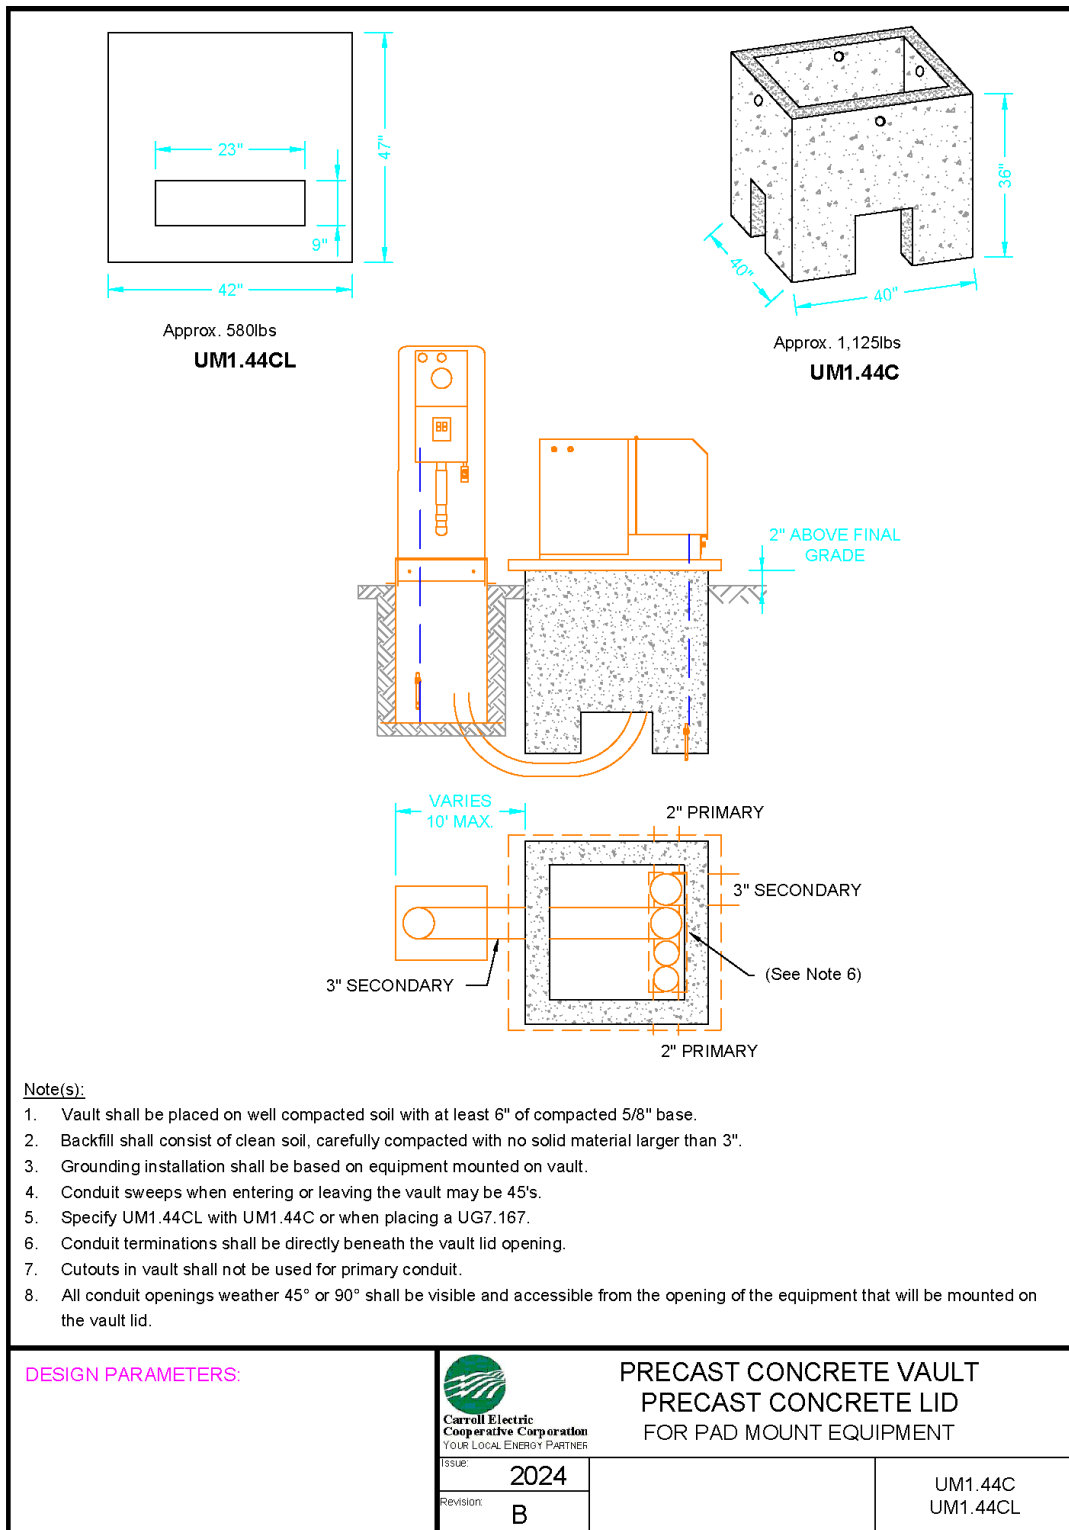 23"
47"
9"
42"
Approx. 580lbs
UM1.44CL
36"
40"
40"
Approx. 1,125lbs
UM1.44C
2" ABOVE FINAL
GRADE
VARIES
10' MAX.
2" PRIMARY
3" SECONDARY
3" SECONDARY
(See Note 6)
2" PRIMARY
Note(s):
1. Vault shall be placed on well compacted soil with at least 6" of compacted 5/8" base.
2. Backfill shall consist of clean soil, carefully compacted with no solid material larger than 3".
3. Grounding installation shall be based on equipment mounted on vault.
4. Conduit sweeps when entering or leaving the vault may be 45's.
5. Specify UM1.44CL with UM1.44C or when placing a UG7.167.
6. Conduit terminations shall be directly beneath the vault lid opening.
7. Cutouts in vault shall not be used for primary conduit.
8. All conduit openings weather 45° or 90° shall be visible and accessible from the opening of the equipment that will be mounted on
the vault lid.
DESIGN PARAMETERS:
Carroll Electric
Cooperative Corporation
YOUR LOCAL ENERGY PARTNER
PRECAST CONCRETE VAULT
PRECAST CONCRETE LID
FOR PAD MOUNT EQUIPMENT
Issue:
2024
Revision:
B
UM1.44C
UM1.44CL